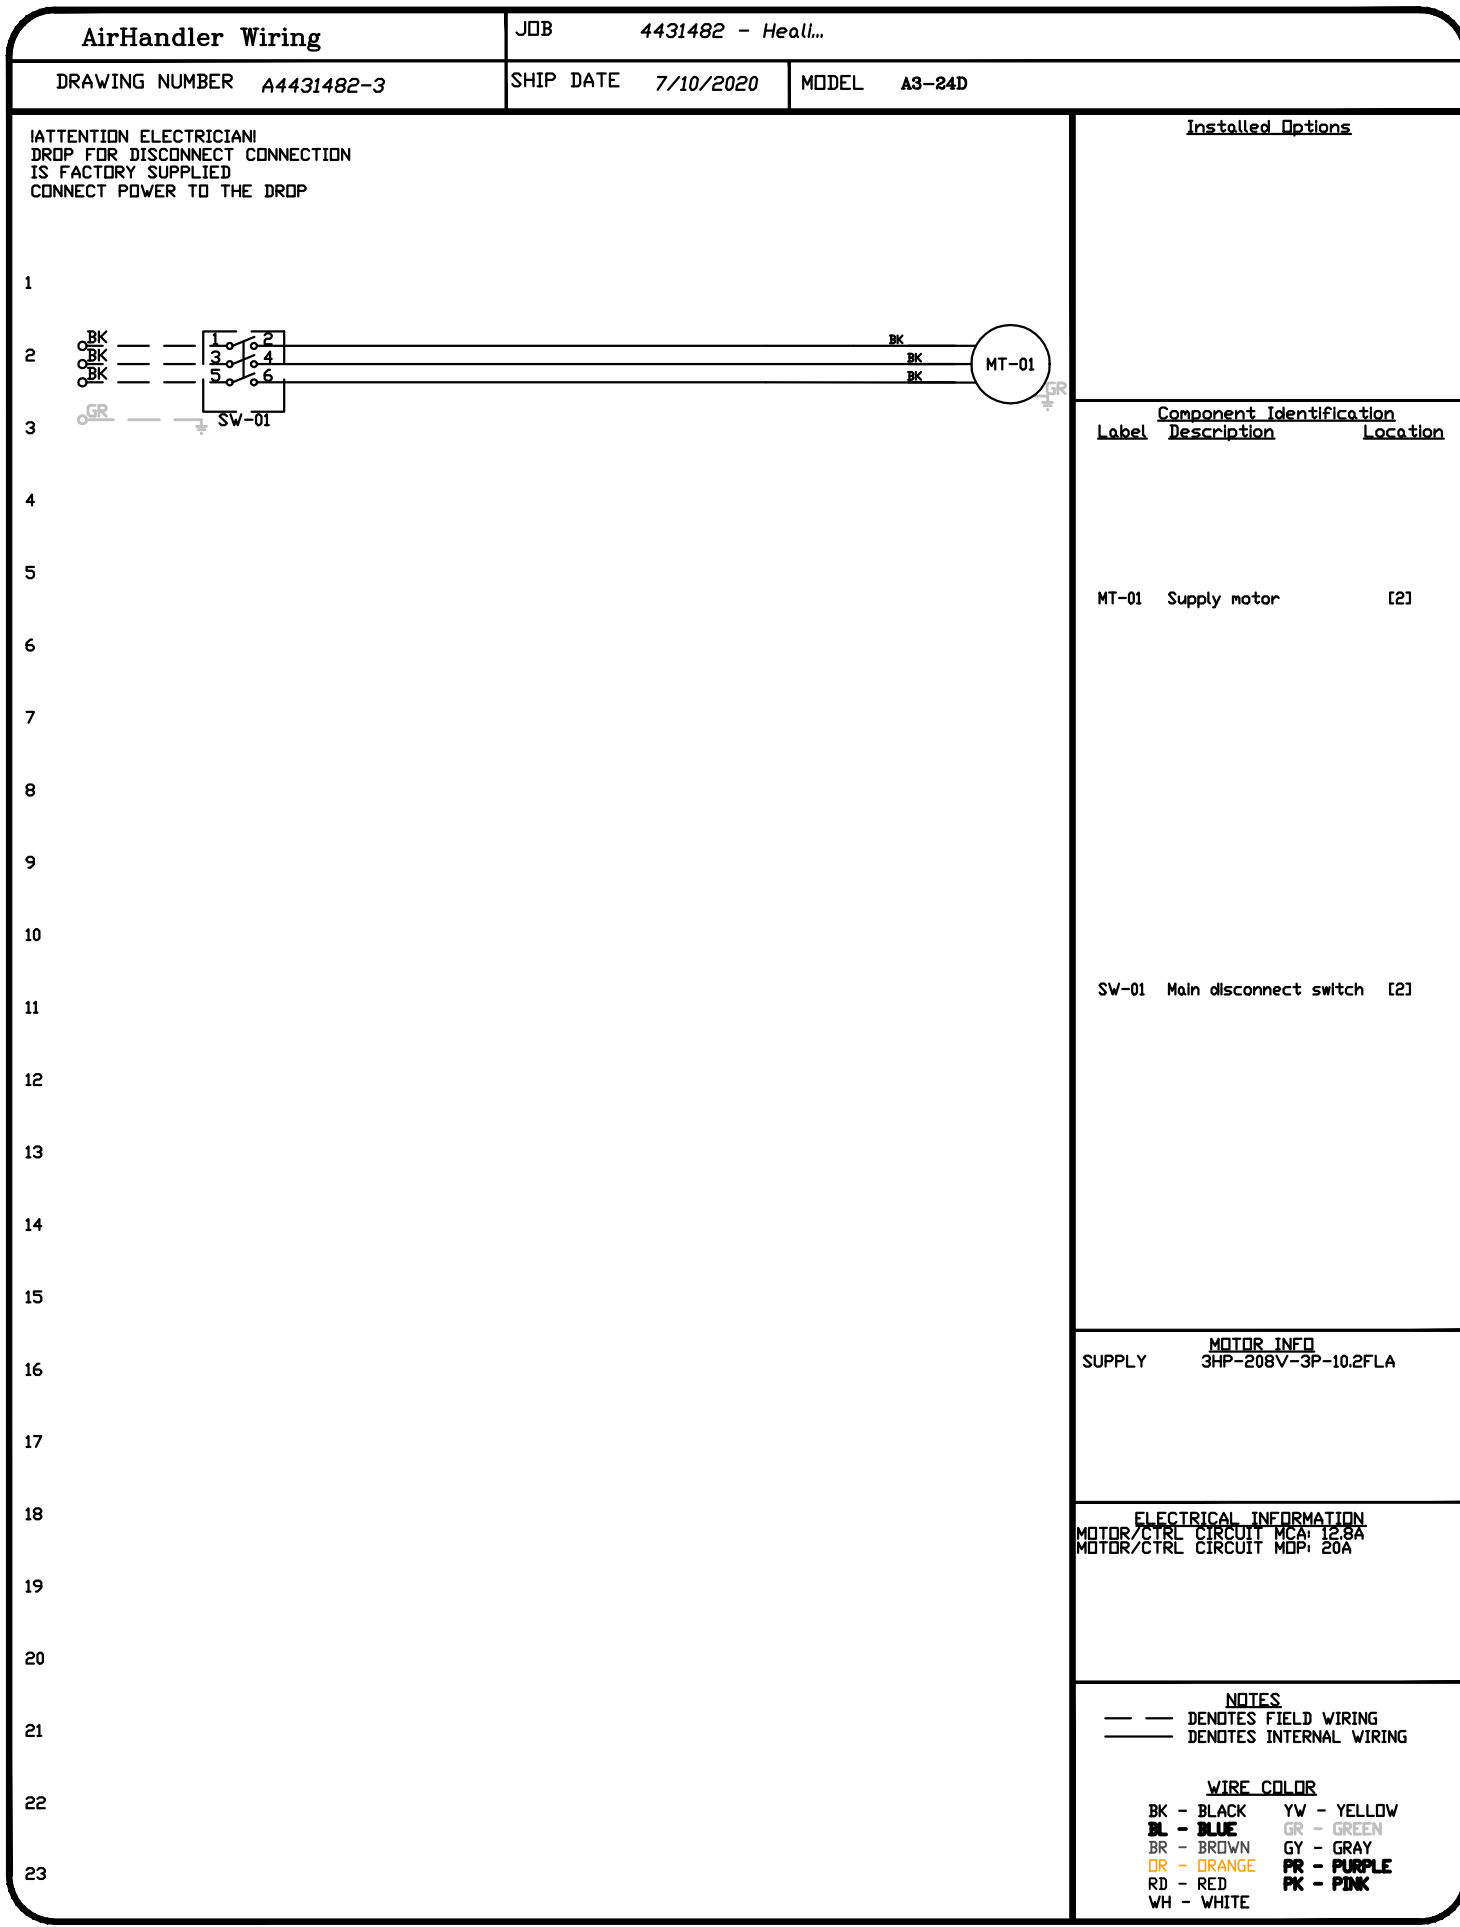 AirHandler Wiring
JOB 4431482 - Heali...
DRAWING NUMBER A4431482-3
SHIP DATE 7/10/2020
MODEL A3-24D
!ATTENTION ELECTRICIAN!
DROP FOR DISCONNECT CONNECTION
IS FACTORY SUPPLIED
CONNECT POWER TO THE DROP
1
2
3
4
5
6
7
8
9
10
11
12
13
14
15
16
17
18
19
20
21
22
23
BK 1 2 BK
BK 3 4 BK
BK 5 6 BK
MT-01
GR
GR
SW-01
Installed Options
Component Identification
Label Description Location
MT-01 Supply motor [2]
SW-01 Main disconnect switch [2]
MOTOR INFO
SUPPLY 3HP-208V-3P-10.2FLA
ELECTRICAL INFORMATION
MOTOR/CTRL CIRCUIT MCA: 12.8A
MOTOR/CTRL CIRCUIT MOP: 20A
NOTES
DENOTES FIELD WIRING
DENOTES INTERNAL WIRING
WIRE COLOR
BK - BLACK YW - YELLOW
BL - BLUE GR - GREEN
BR - BROWN GY - GRAY
OR - ORANGE PR - PURPLE
RD - RED PK - PINK
WH - WHITE